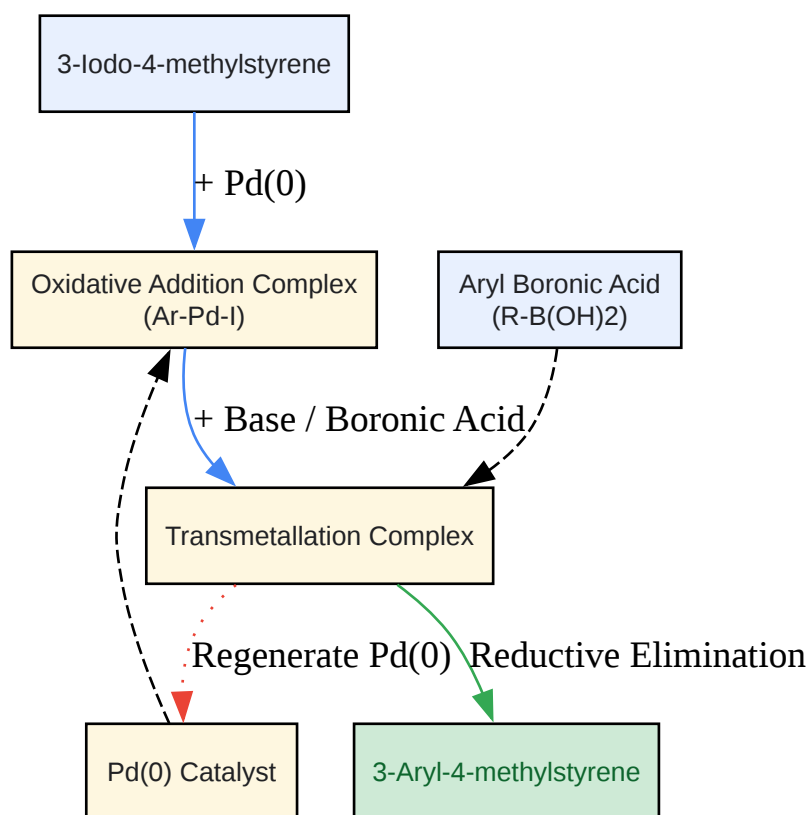 3-Iodo-4-methylstyrene
+ Pd(0)
Oxidative Addition Complex
(Ar-Pd-I)
Aryl Boronic Acid
(R-B(OH)2)
+ Base / Boronic Acid
Transmetallation Complex
Regenerate Pd(0)
Reductive Elimination
Pd(0) Catalyst
3-Aryl-4-methylstyrene